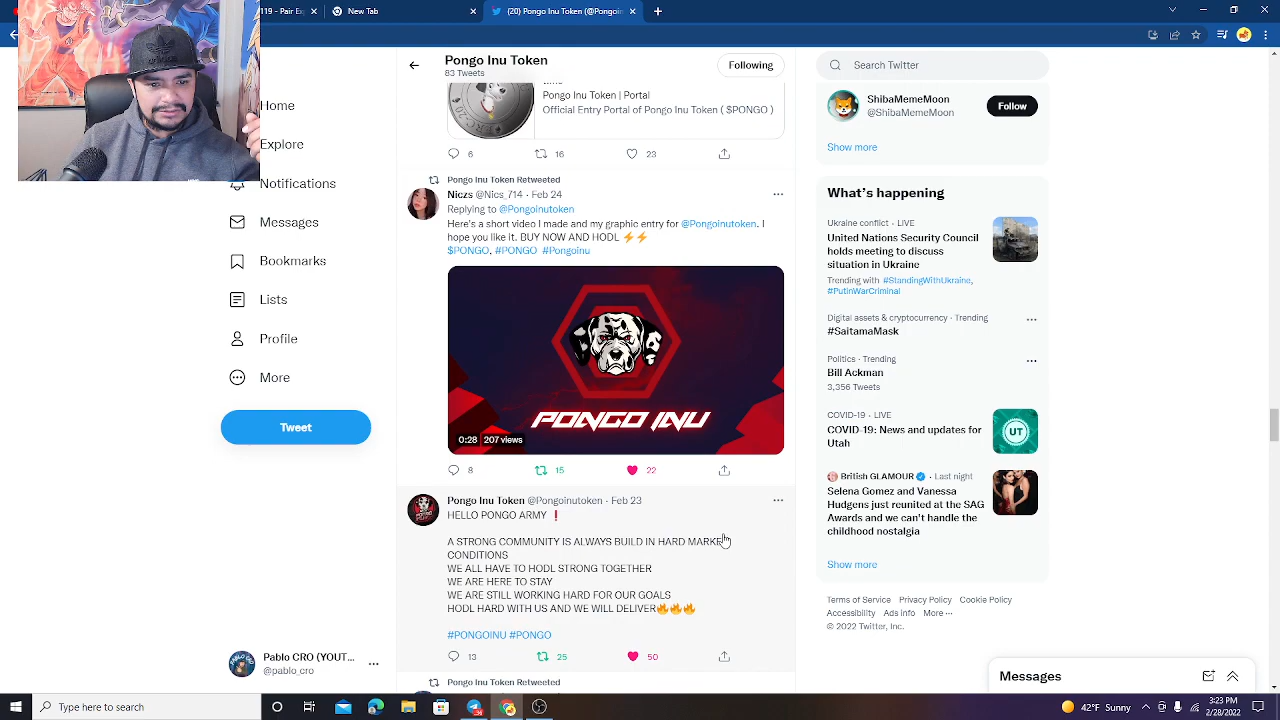 19 - Pair Ex
New Tab
(20) Pongo Inu Token (@Pongoin
Pongo Inu Token
83 Tweets
Following
Search Twitter
Home
Explore
Notifications
Messages
Bookmarks
Lists
Profile
More
Tweet
Pablo CRO (YOUT...
@pablo_cro
time
Pongo Inu Token | Portal
Official Entry Portal of Pongo Inu Token ( $PONGO )
6 16 23
Pongo Inu Token Retweeted
Niczs @Nics_714 · Feb 24
Replying to @Pongoinutoken
Here's a short video I made and my graphic entry for @Pongoinutoken. I
hope you like it. BUY NOW AND HODL ⚡⚡
$PONGO. #PONGO #Pongoinu
PONGO INU
0:28 207 views
8 15 22
Pongo Inu Token @Pongoinutoken · Feb 23
HELLO PONGO ARMY ❗
A STRONG COMMUNITY IS ALWAYS BUILD IN HARD MARKE
CONDITIONS
WE ALL HAVE TO HODL STRONG TOGETHER
WE ARE HERE TO STAY
WE ARE STILL WORKING HARD FOR OUR GOALS
HODL HARD WITH US AND WE WILL DELIVER🔥🔥🔥
#PONGOINU #PONGO
13 25 50
Pongo Inu Token Retweeted
ShibaMemeMoon
@ShibaMemeMoon
Follow
Show more
What's happening
Ukraine conflict · LIVE
United Nations Security Council
holds meeting to discuss
situation in Ukraine
Trending with #StandingWithUkraine,
#PutinWarCriminal
Digital assets & cryptocurrency · Trending
#SaitamaMask
Politics · Trending
Bill Ackman
3,356 Tweets
COVID-19 · LIVE
COVID-19: News and updates for
Utah
UT
British GLAMOUR · Last night
Selena Gomez and Vanessa
Hudgens just reunited at the SAG
Awards and we can't handle the
childhood nostalgia
Show more
Terms of Service Privacy Policy Cookie Policy
Accessibility Ads info More ...
© 2022 Twitter, Inc.
Messages
Type here to search
42°F Sunny
3:23 PM
2/28/2022